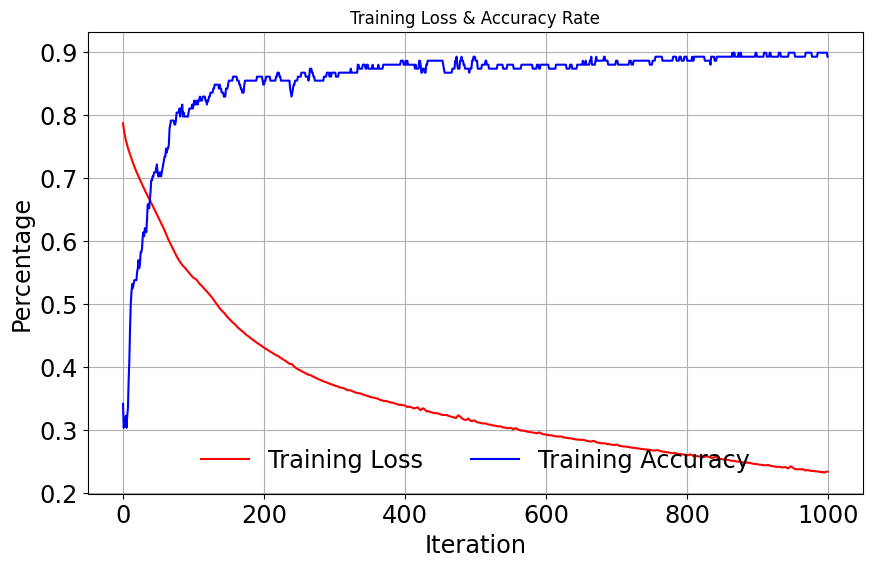 Training Loss & Accuracy Rate
Percentage
0.9
0.8
0.7
0.6
0.5
0.4
0.3
0.2
Training Loss Training Accuracy
0 200 400 600 800 1000
Iteration